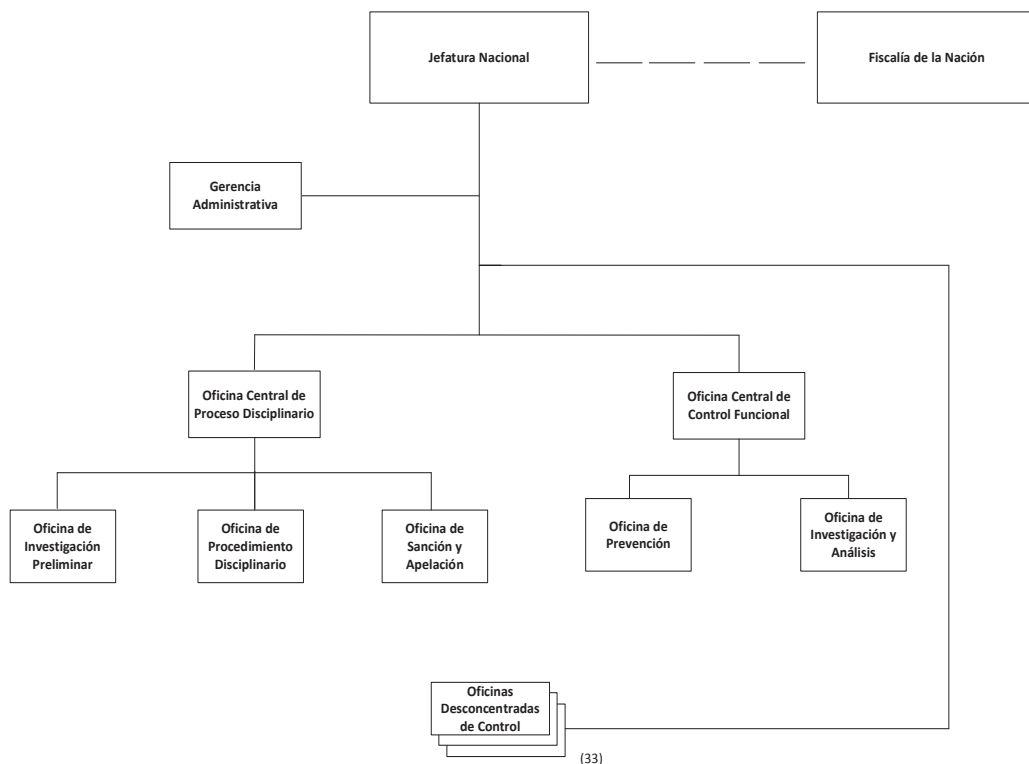 Jefatura Nacional
Fiscalía de la Nación
Gerencia
Administrativa
Oficina Central de
Proceso Disciplinario
Oficina Central de
Control Funcional
Oficina de
Investigación
Preliminar
Oficina de
Procedimiento
Disciplinario
Oficina de
Sanción y
Apelación
Oficina de
Prevención
Oficina de
Investigación y
Análisis
Oficinas
Desconcentradas
de Control
(33)